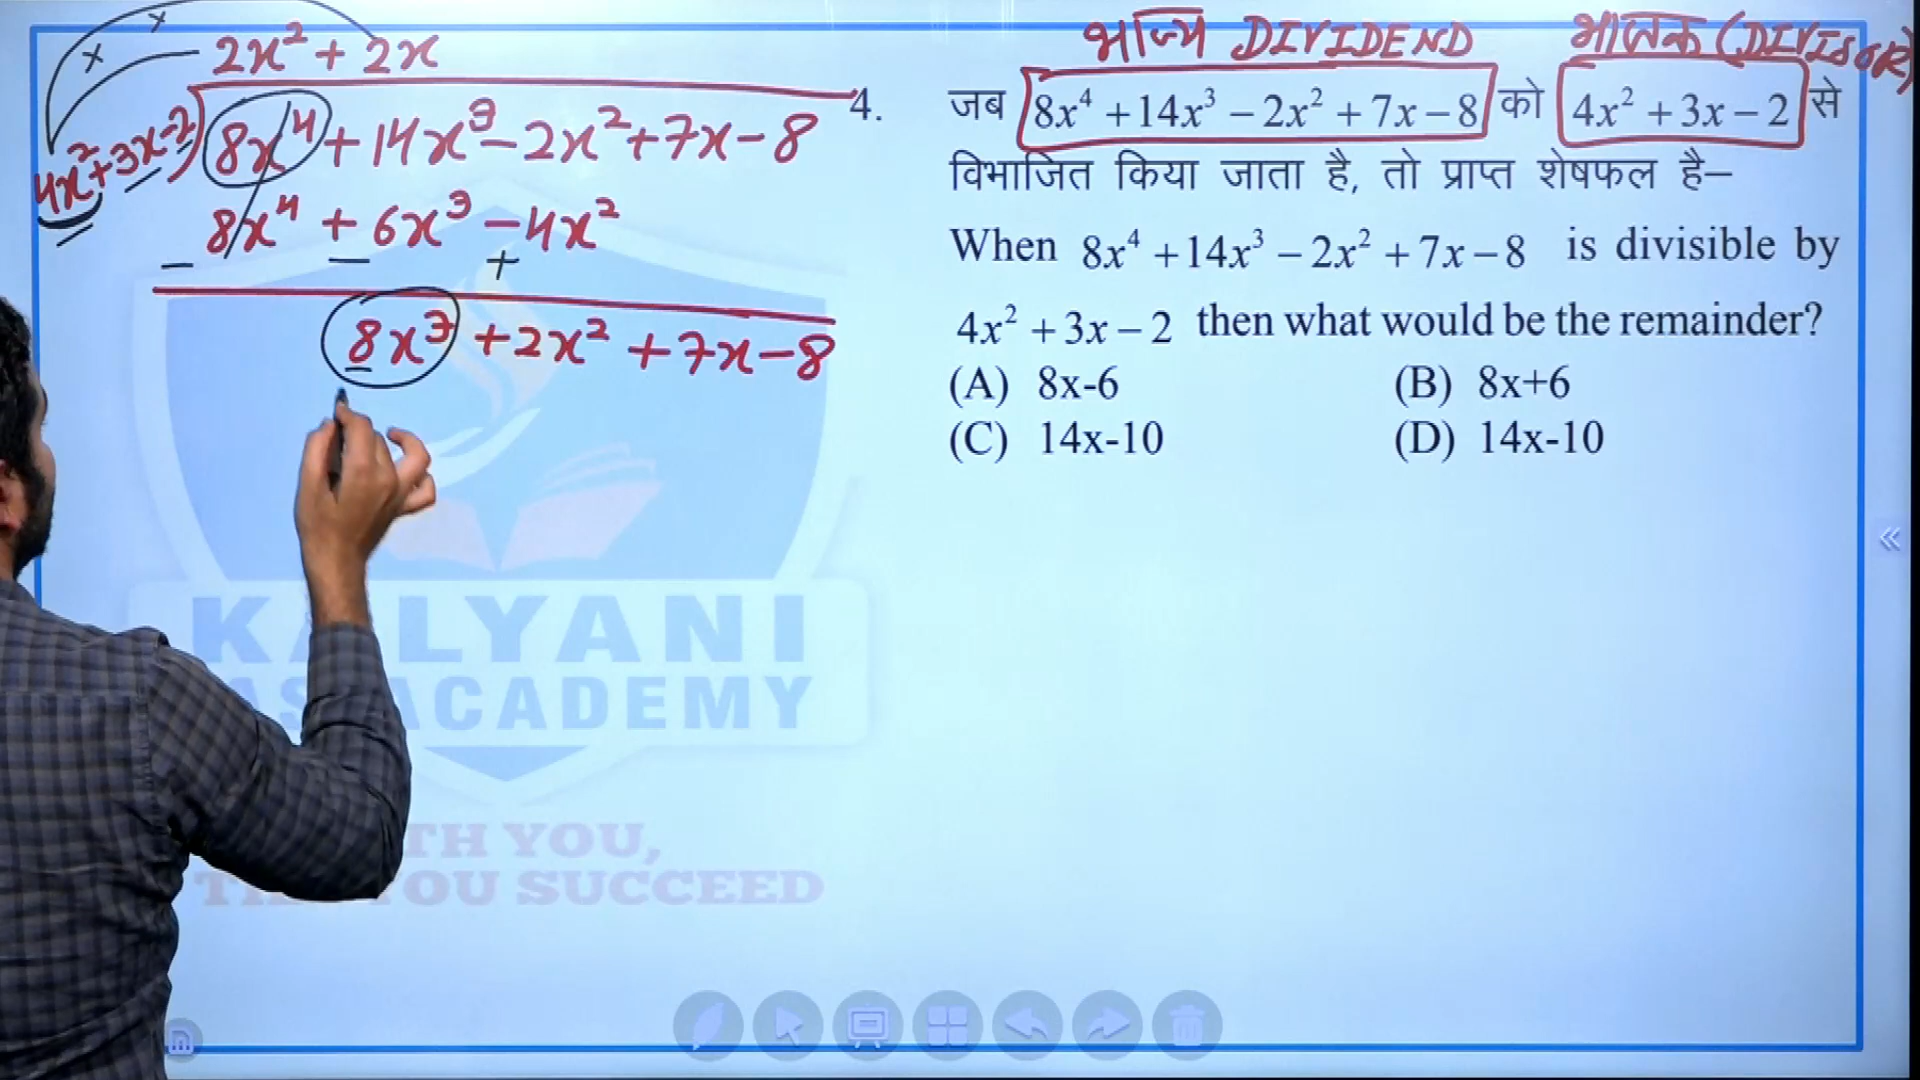 2x² + 2x
4x²+3x-2) 8x⁴ + 14x³ - 2x² + 7x - 8
8x⁴ + 6x³ - 4x²
- - +
8x³ + 2x² + 7x - 8
भाज्य DIVIDEND भाजक (DIVISOR)
4. जब 8x⁴ + 14x³ − 2x² + 7x − 8 को 4x² + 3x − 2 से
विभाजित किया जाता है, तो प्राप्त शेषफल है–
When 8x⁴ + 14x³ − 2x² + 7x − 8 is divisible by
4x² + 3x − 2 then what would be the remainder?
(A) 8x-6 (B) 8x+6
(C) 14x-10 (D) 14x-10
KALYANI
AS ACADEMY
TH YOU,
YOU SUCCEED